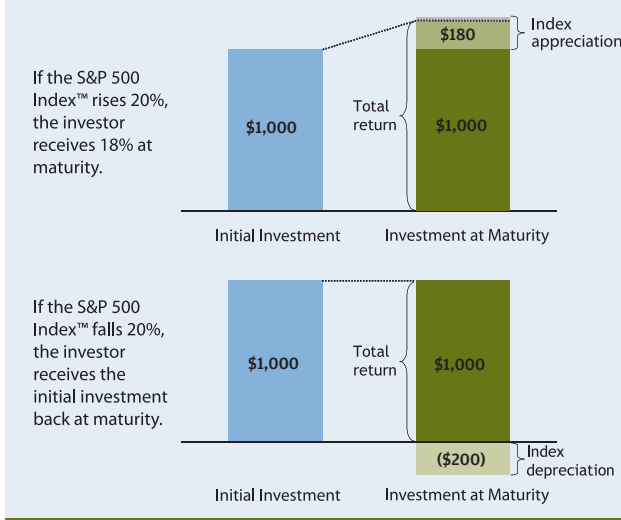 If the S&P 500
Index™ rises 20%,
the investor
receives 18% at
maturity.
$1,000
Total
return
$180
$1,000
Index
appreciation
Initial Investment
Investment at Maturity
If the S&P 500
Index™ falls 20%,
the investor
receives the
initial investment
back at maturity.
$1,000
Total
return
$1,000
($200)
Index
depreciation
Initial Investment
Investment at Maturity